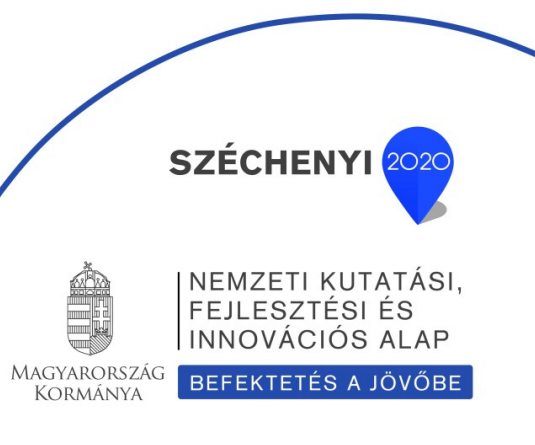 SZÉCHENYI 2020
NEMZETI KUTATÁSI,
FEJLESZTÉSI ÉS
INNOVÁCIÓS ALAP
MAGYARORSZÁG
KORMÁNYA
BEFEKTETÉS A JÖVŐBE